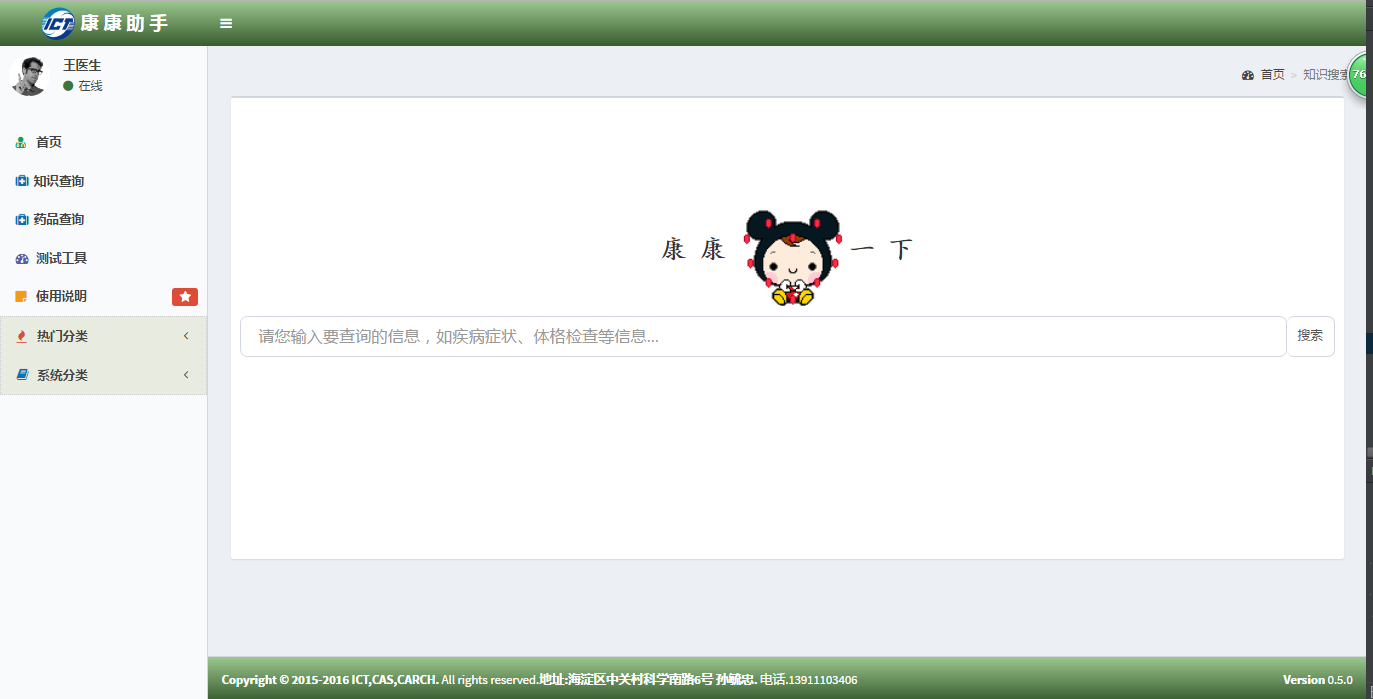 ICT 康康助手
王医生
在线
首页 > 知识搜索
76
首页
知识查询
药品查询
测试工具
使用说明
热门分类
系统分类
康 康 一 下
请您输入要查询的信息，如疾病症状、体格检查等信息...
搜索
Copyright © 2015-2016 ICT,CAS,CARCH. All rights reserved.地址:海淀区中关村科学南路6号 孙毓忠. 电话.13911103406
Version 0.5.0